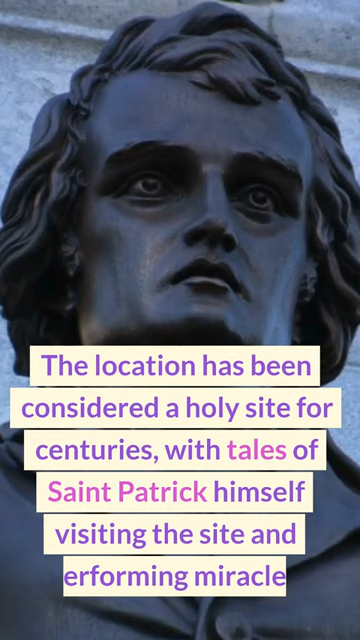 The location has been
considered a holy site for
centuries, with tales of
Saint Patrick himself
visiting the site and
erforming miracle